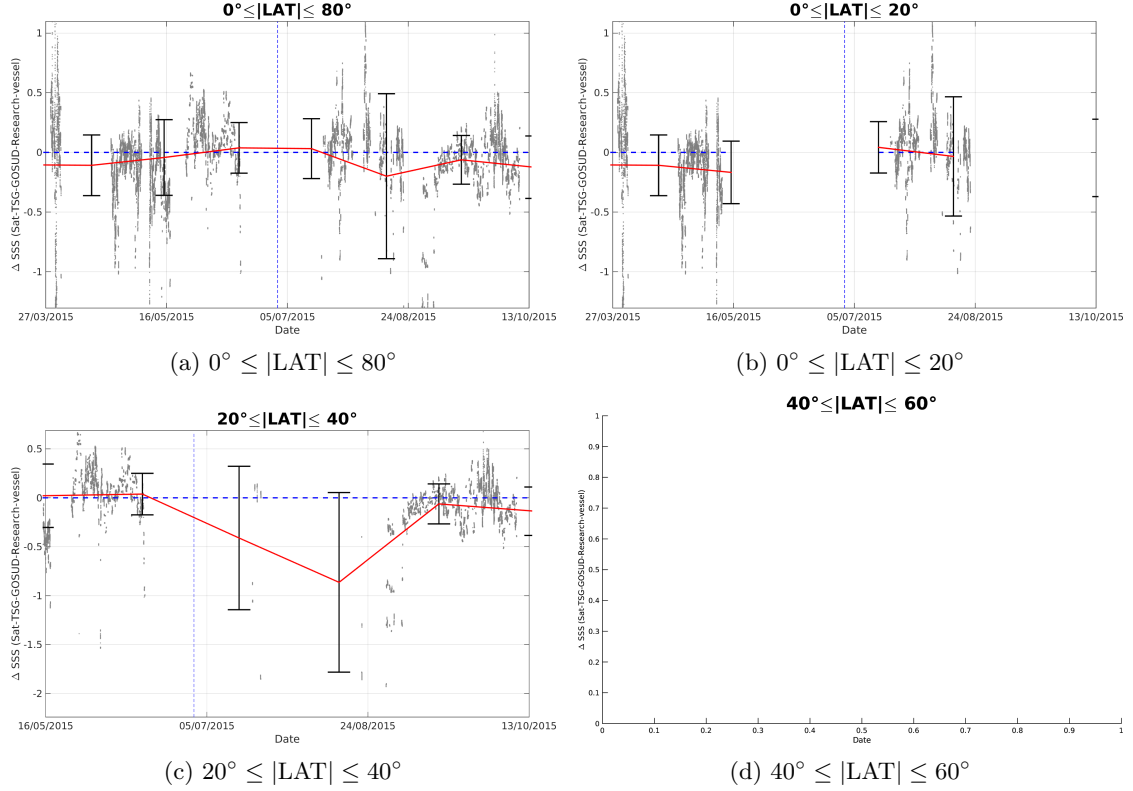 0°≤|LAT|≤ 80°
1
0.5
0
-0.5
-1
Δ SSS (Sat-TSG-GOSUD-Research-vessel)
27/03/2015 16/05/2015 05/07/2015 24/08/2015 13/10/2015
Date
(a) 0° ≤ |LAT| ≤ 80°
0°≤|LAT|≤ 20°
1
0.5
0
-0.5
-1
Δ SSS (Sat-TSG-GOSUD-Research-vessel)
27/03/2015 16/05/2015 05/07/2015 24/08/2015 13/10/2015
Date
(b) 0° ≤ |LAT| ≤ 20°
20°≤|LAT|≤ 40°
0.5
0
-0.5
-1
-1.5
-2
Δ SSS (Sat-TSG-GOSUD-Research-vessel)
16/05/2015 05/07/2015 24/08/2015 13/10/2015
Date
(c) 20° ≤ |LAT| ≤ 40°
40°≤|LAT|≤ 60°
1
0.9
0.8
0.7
0.6
0.5
0.4
0.3
0.2
0.1
0
Δ SSS (Sat-TSG-GOSUD-Research-vessel)
0 0.1 0.2 0.3 0.4 0.5 0.6 0.7 0.8 0.9 1
Date
(d) 40° ≤ |LAT| ≤ 60°